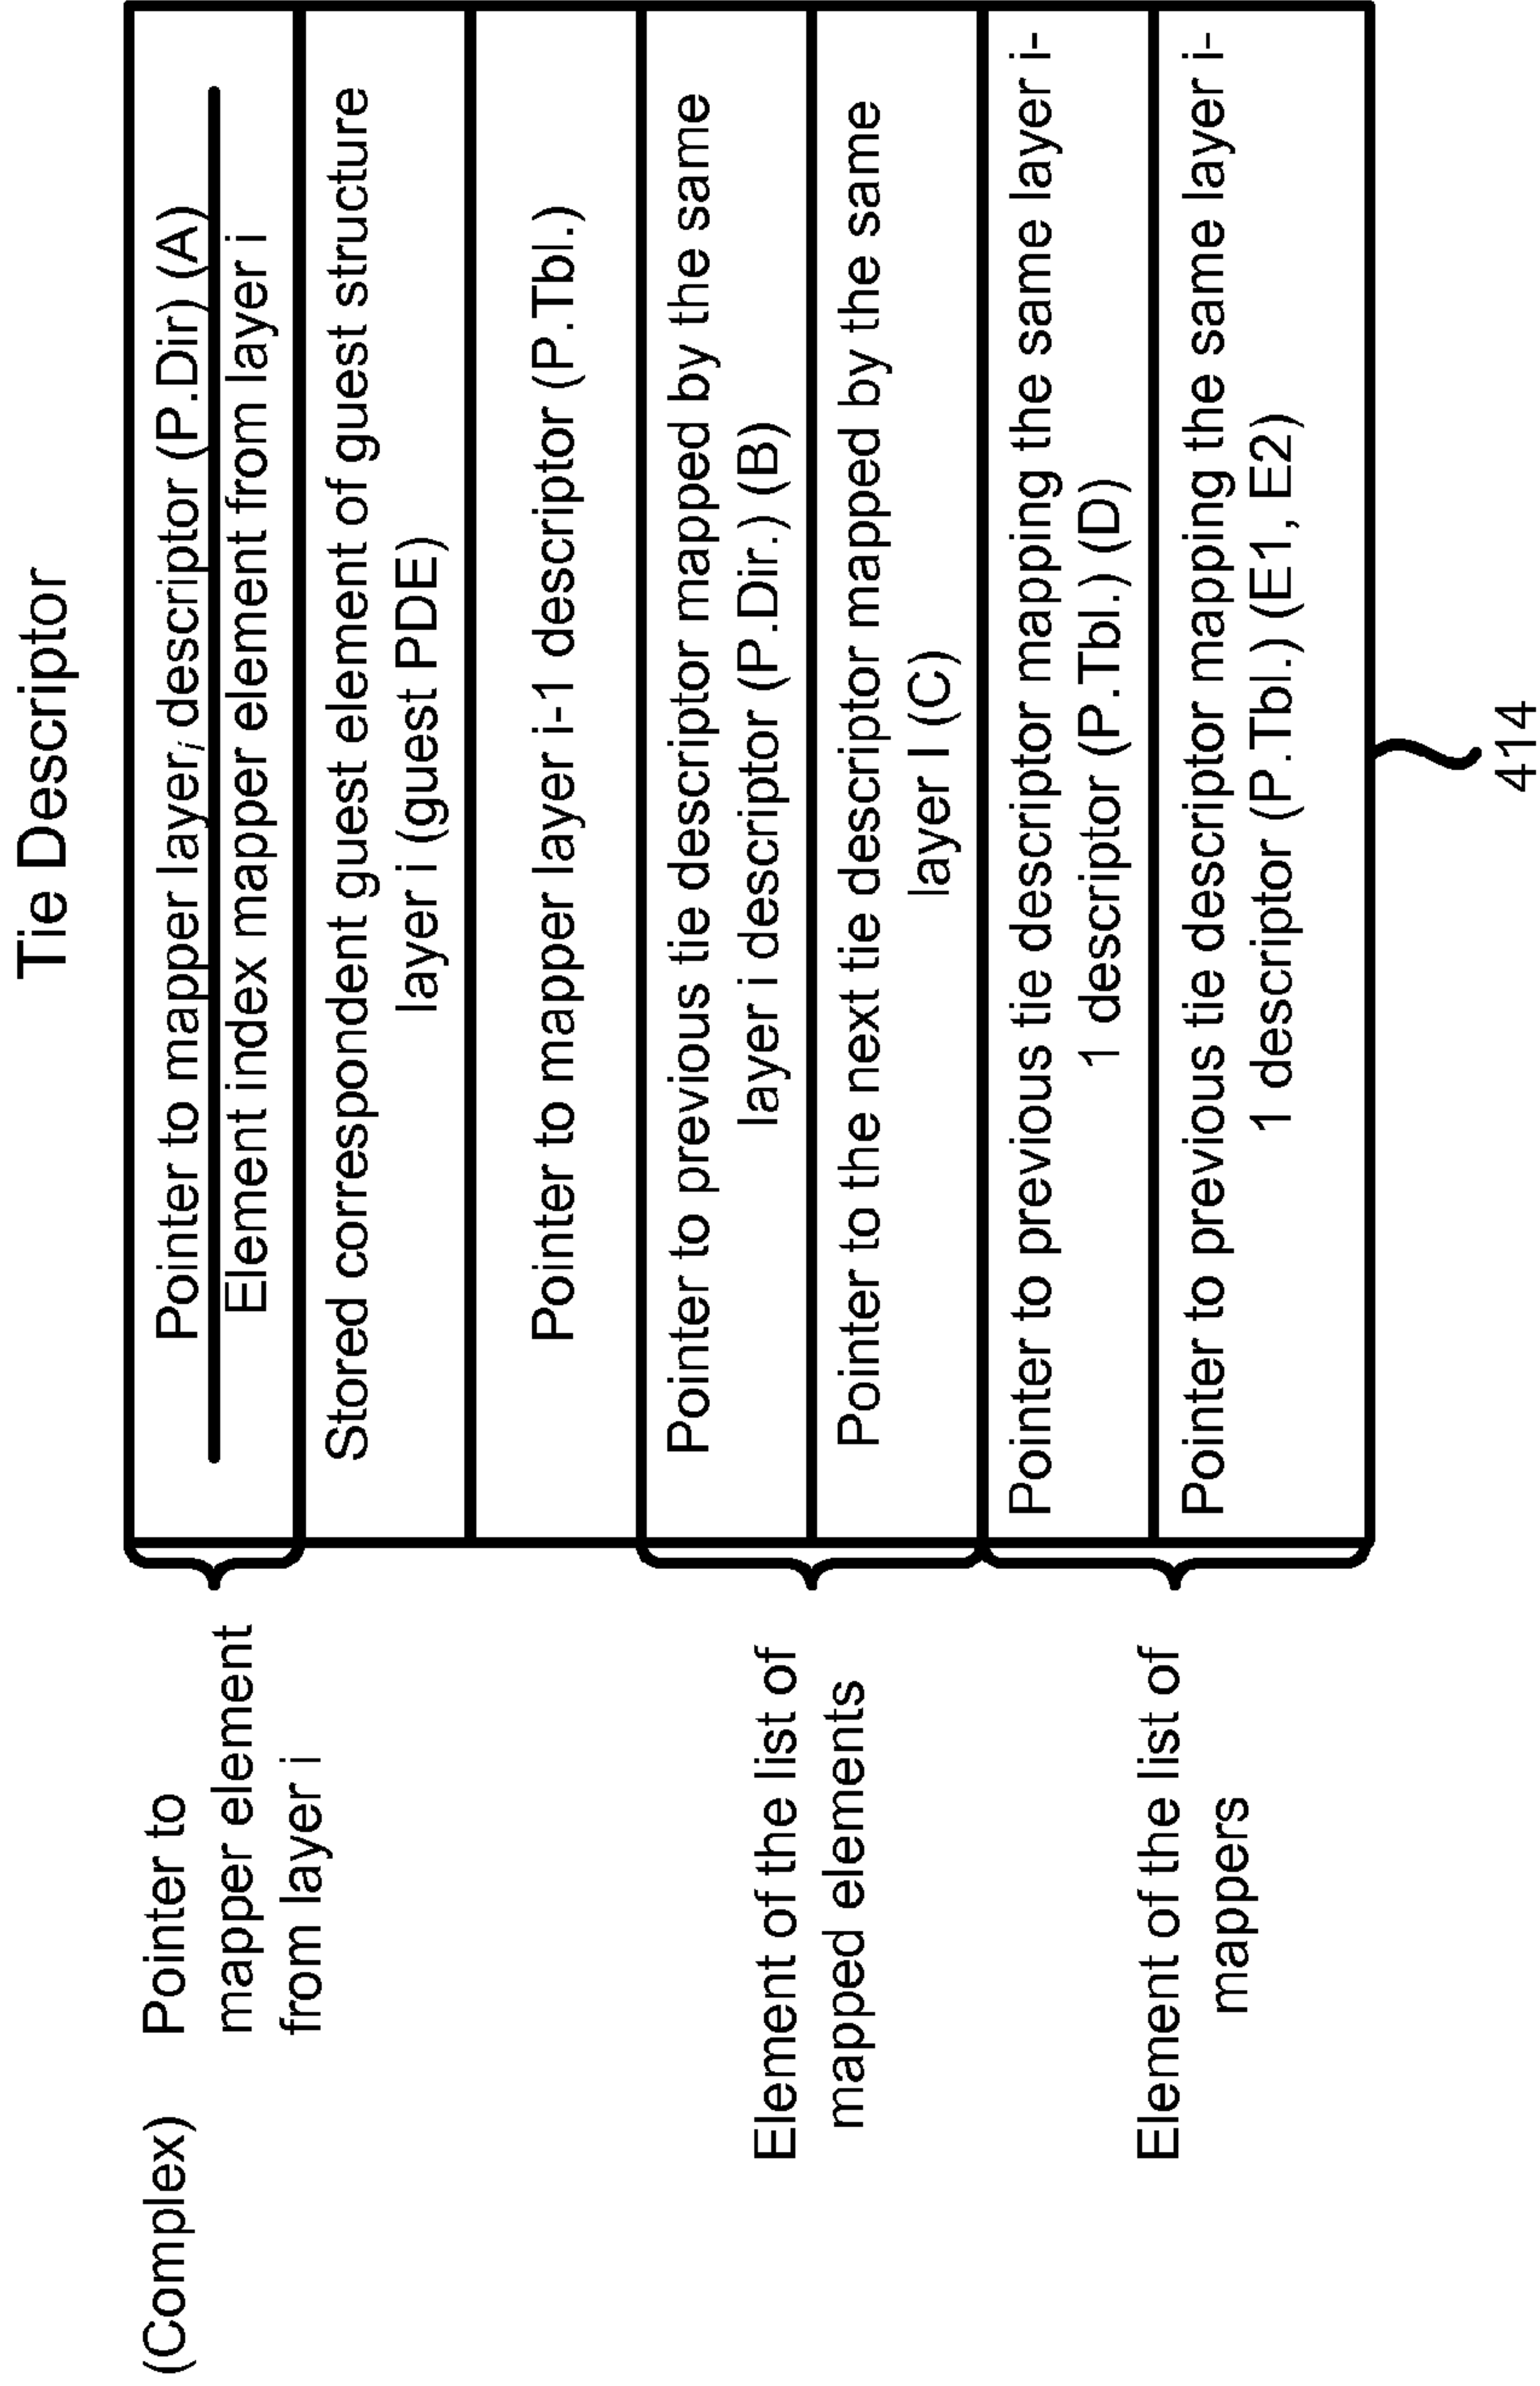 Tie Descriptor
(Complex) Pointer to
mapper element
from layer i
Pointer to mapper layer i descriptor (P.Dir) (A)
Element index mapper element from layer i
Stored correspondent guest element of guest structure
layer i (guest PDE)
Pointer to mapper layer i-1 descriptor (P.Tbl.)
Element of the list of
mapped elements
Pointer to previous tie descriptor mapped by the same
layer i descriptor (P.Dir.) (B)
Pointer to the next tie descriptor mapped by the same
layer I (C)
Element of the list of
mappers
Pointer to previous tie descriptor mapping the same layer i-
1 descriptor (P.Tbl.) (D)
Pointer to previous tie descriptor mapping the same layer i-
1 descriptor (P.Tbl.) (E1, E2)
414